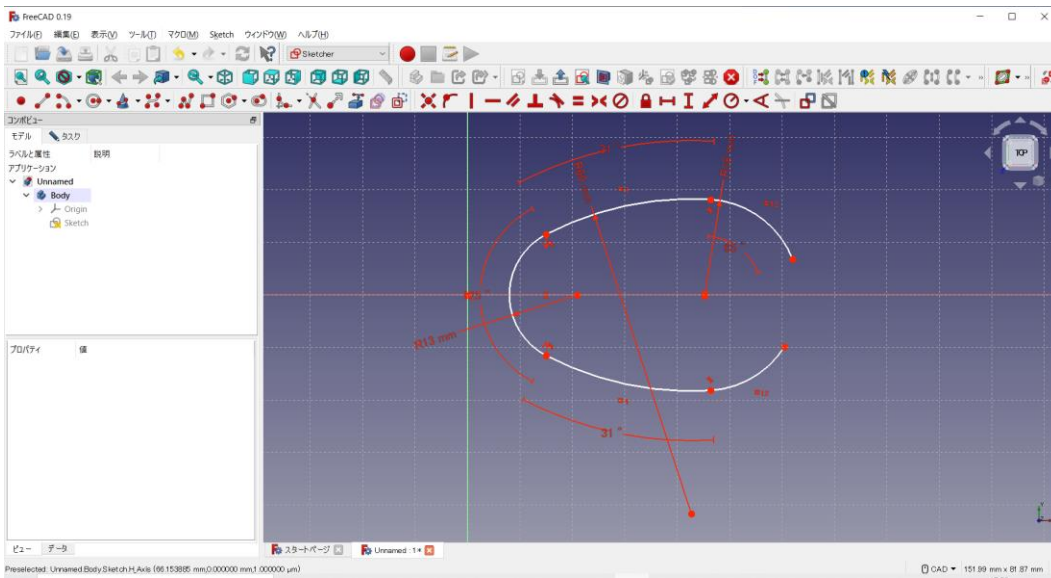 FreeCAD 0.19
ファイル(F) 編集(E) 表示(V) ツール(T) マクロ(M) Sketch ウィンドウ(W) ヘルプ(H)
Sketcher
コンボビュー
モデル タスク
ラベルと属性 説明
アプリケーション
Unnamed
Body
Origin
Sketch
TOP
R13 mm
31 °
プロパティ 値
ビュー データ
スタートページ Unnamed : 1*
Preselected: Unnamed.Body.Sketch.H_Axis (66.153885 mm,0.000000 mm,1.000000 μm)
CAD 151.99 mm x 81.87 mm